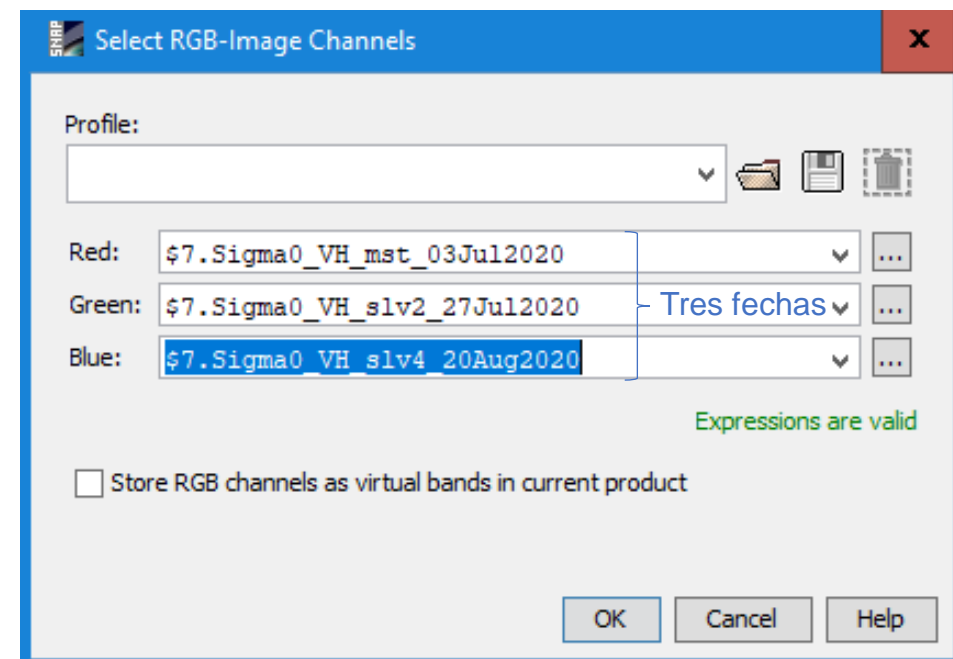 SNAP
Select RGB-Image Channels
x
Profile:
Red: $7.Sigma0_VH_mst_03Jul2020 ...
Green: $7.Sigma0_VH_slv2_27Jul2020 ...
Tres fechas
Blue: $7.Sigma0_VH_slv4_20Aug2020 ...
Expressions are valid
Store RGB channels as virtual bands in current product
OK Cancel Help